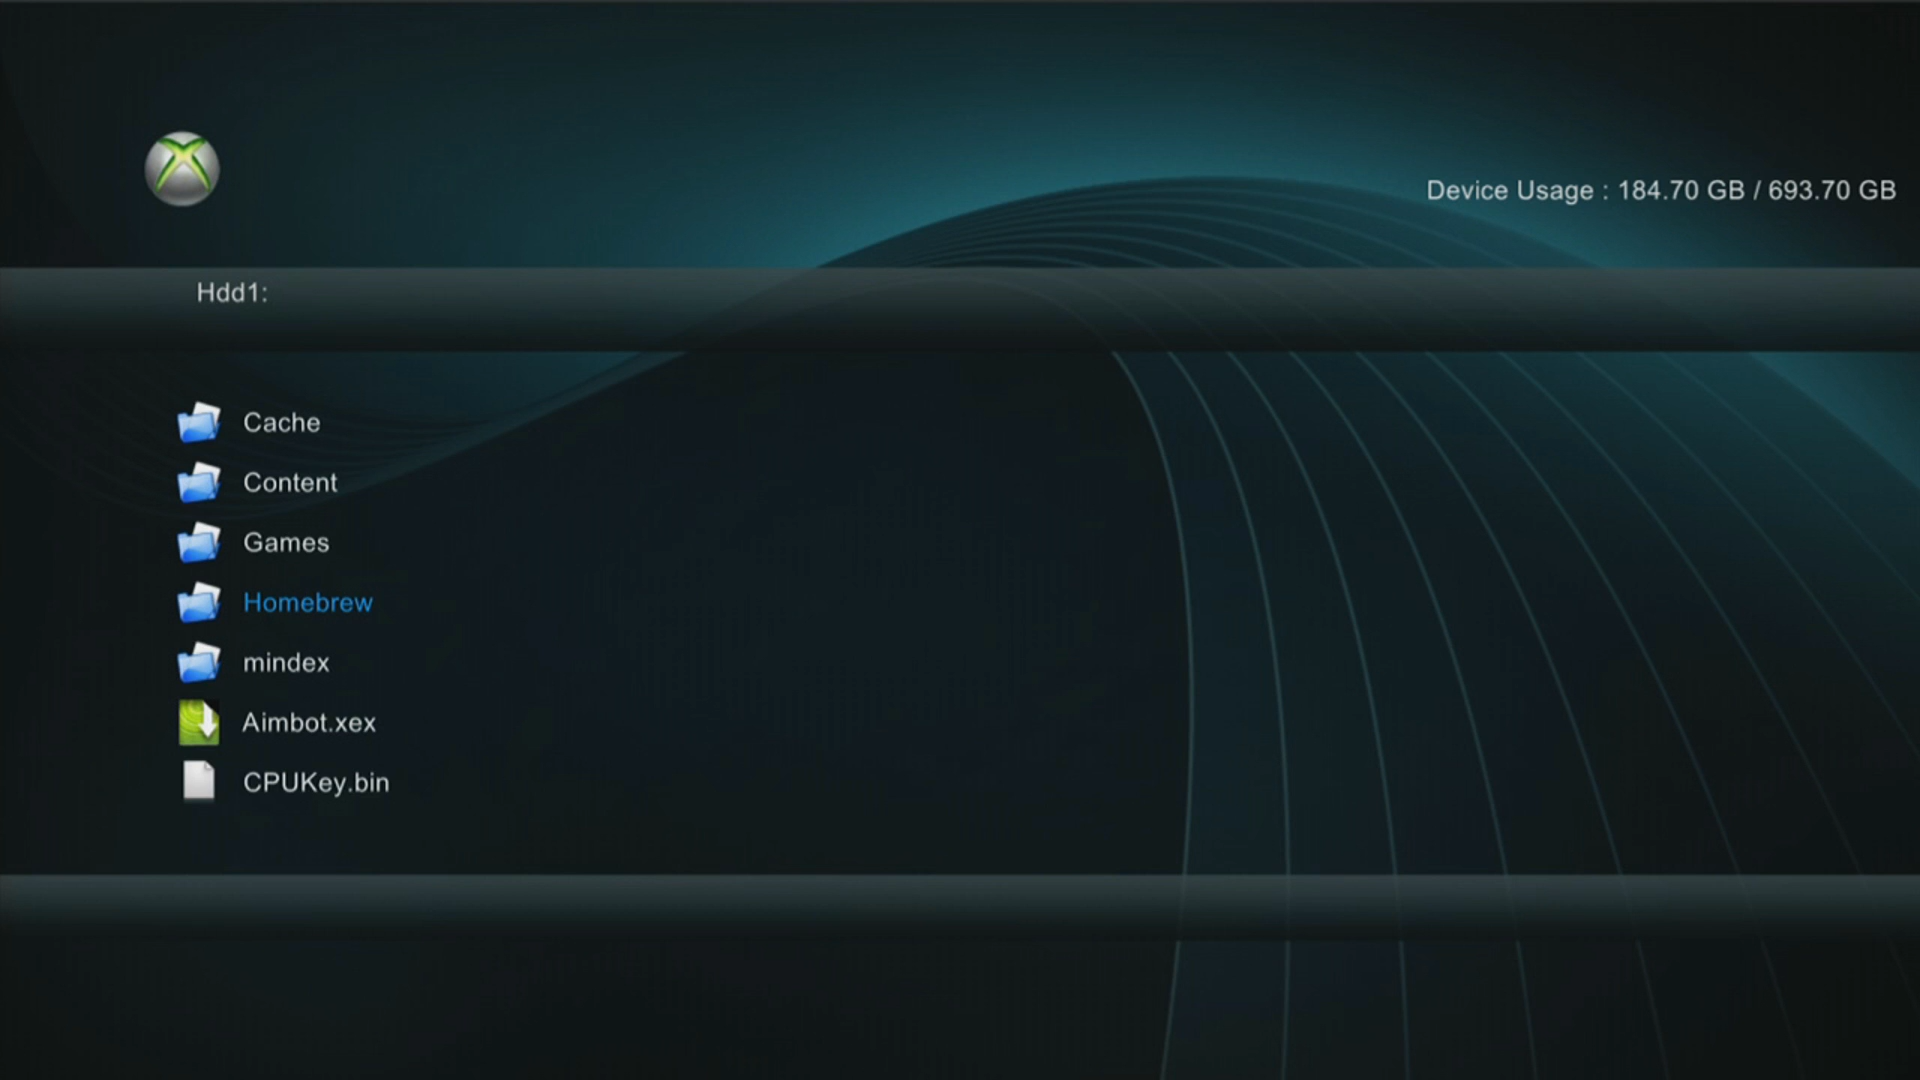 Device Usage : 184.70 GB / 693.70 GB
Hdd1:
Cache
Content
Games
Homebrew
mindex
Aimbot.xex
CPUKey.bin